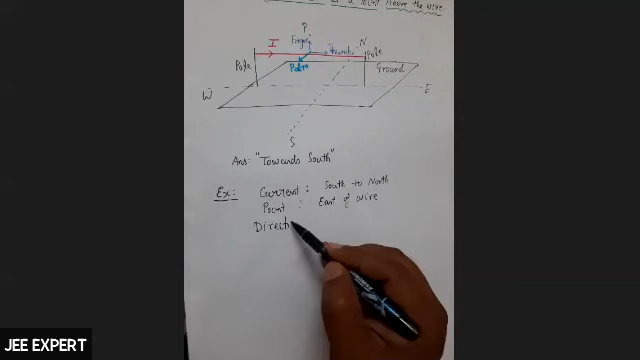 a point Above the wire.
P
Fingers
N
I
Thumb
Pole
Pole
Palm
Ground
W
E
S
Ans: "Towards South"
Ex: Current : South to North
Point : East of wire
Directi
JEE EXPERT